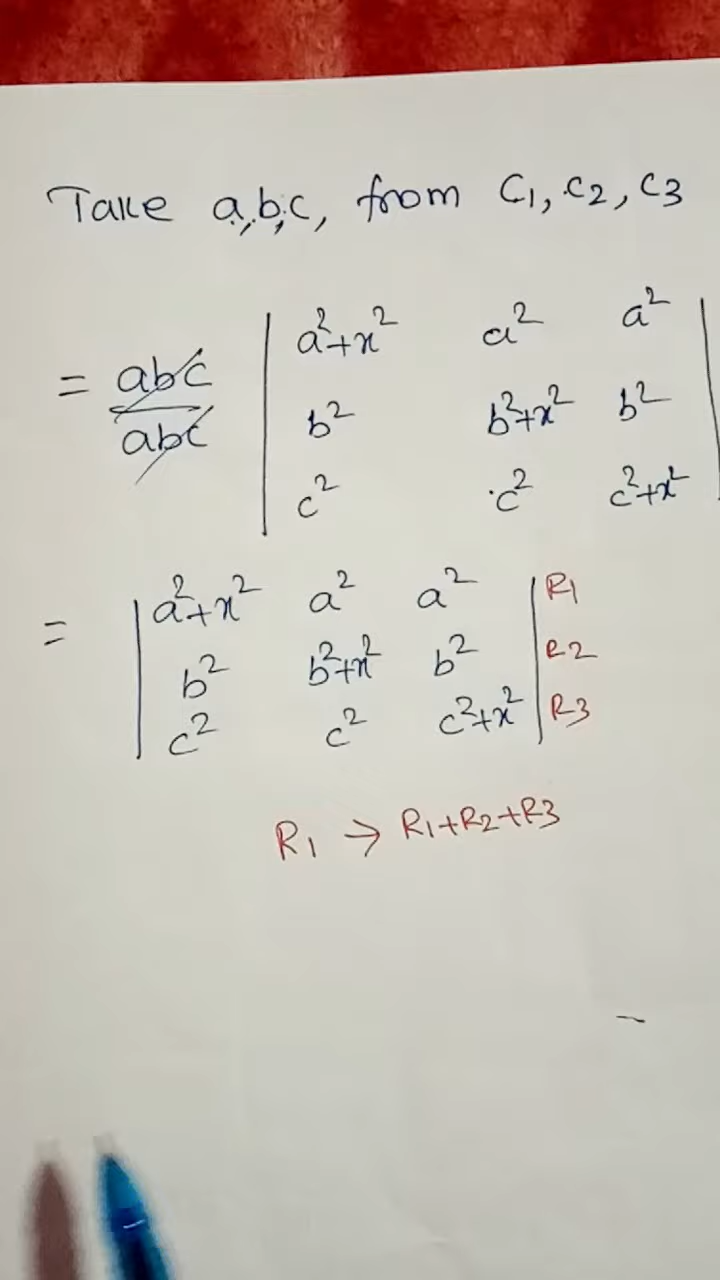 Take a,b,c, from C1, C2, C3
= abc/abc | a²+x² a² a² |
| b² b²+x² b² |
| c² c² c²+x² |
= | a²+x² a² a² | R1
| b² b²+x² b² | R2
| c² c² c²+x² | R3
R1 → R1+R2+R3